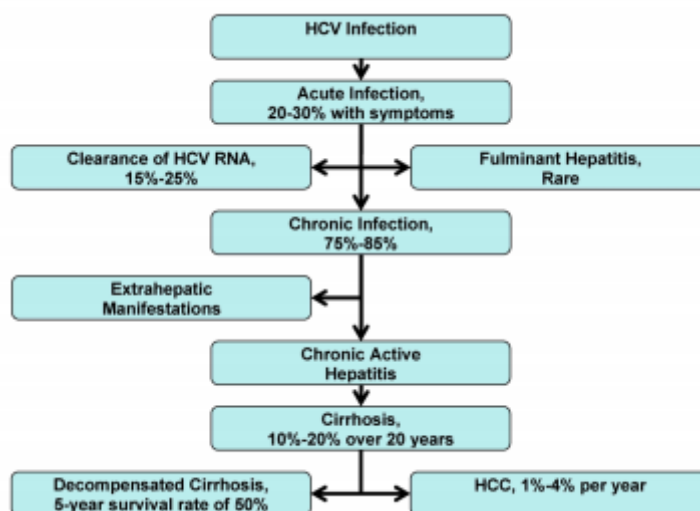 HCV Infection
Acute Infection,
20-30% with symptoms
Clearance of HCV RNA,
15%-25%
Fulminant Hepatitis,
Rare
Chronic Infection,
75%-85%
Extrahepatic
Manifestations
Chronic Active
Hepatitis
Cirrhosis,
10%-20% over 20 years
Decompensated Cirrhosis,
5-year survival rate of 50%
HCC, 1%-4% per year